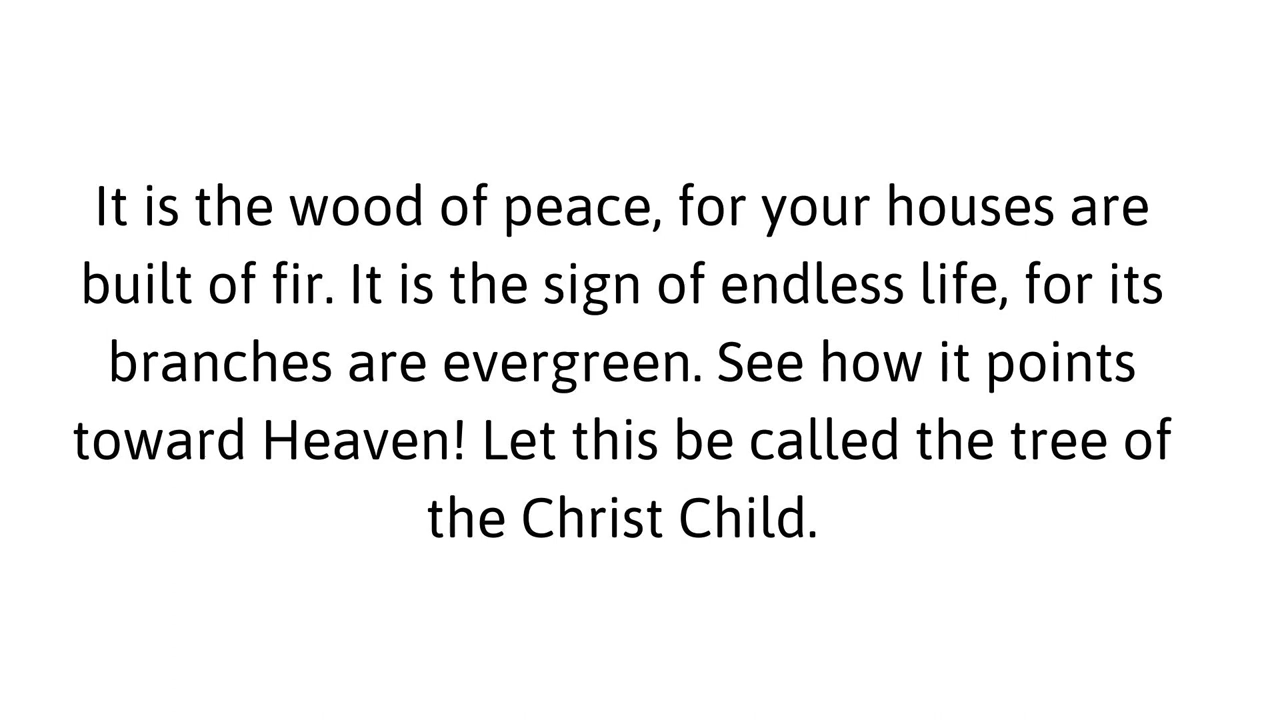 It is the wood of peace, for your houses are
built of fir. It is the sign of endless life, for its
branches are evergreen. See how it points
toward Heaven! Let this be called the tree of
the Christ Child.